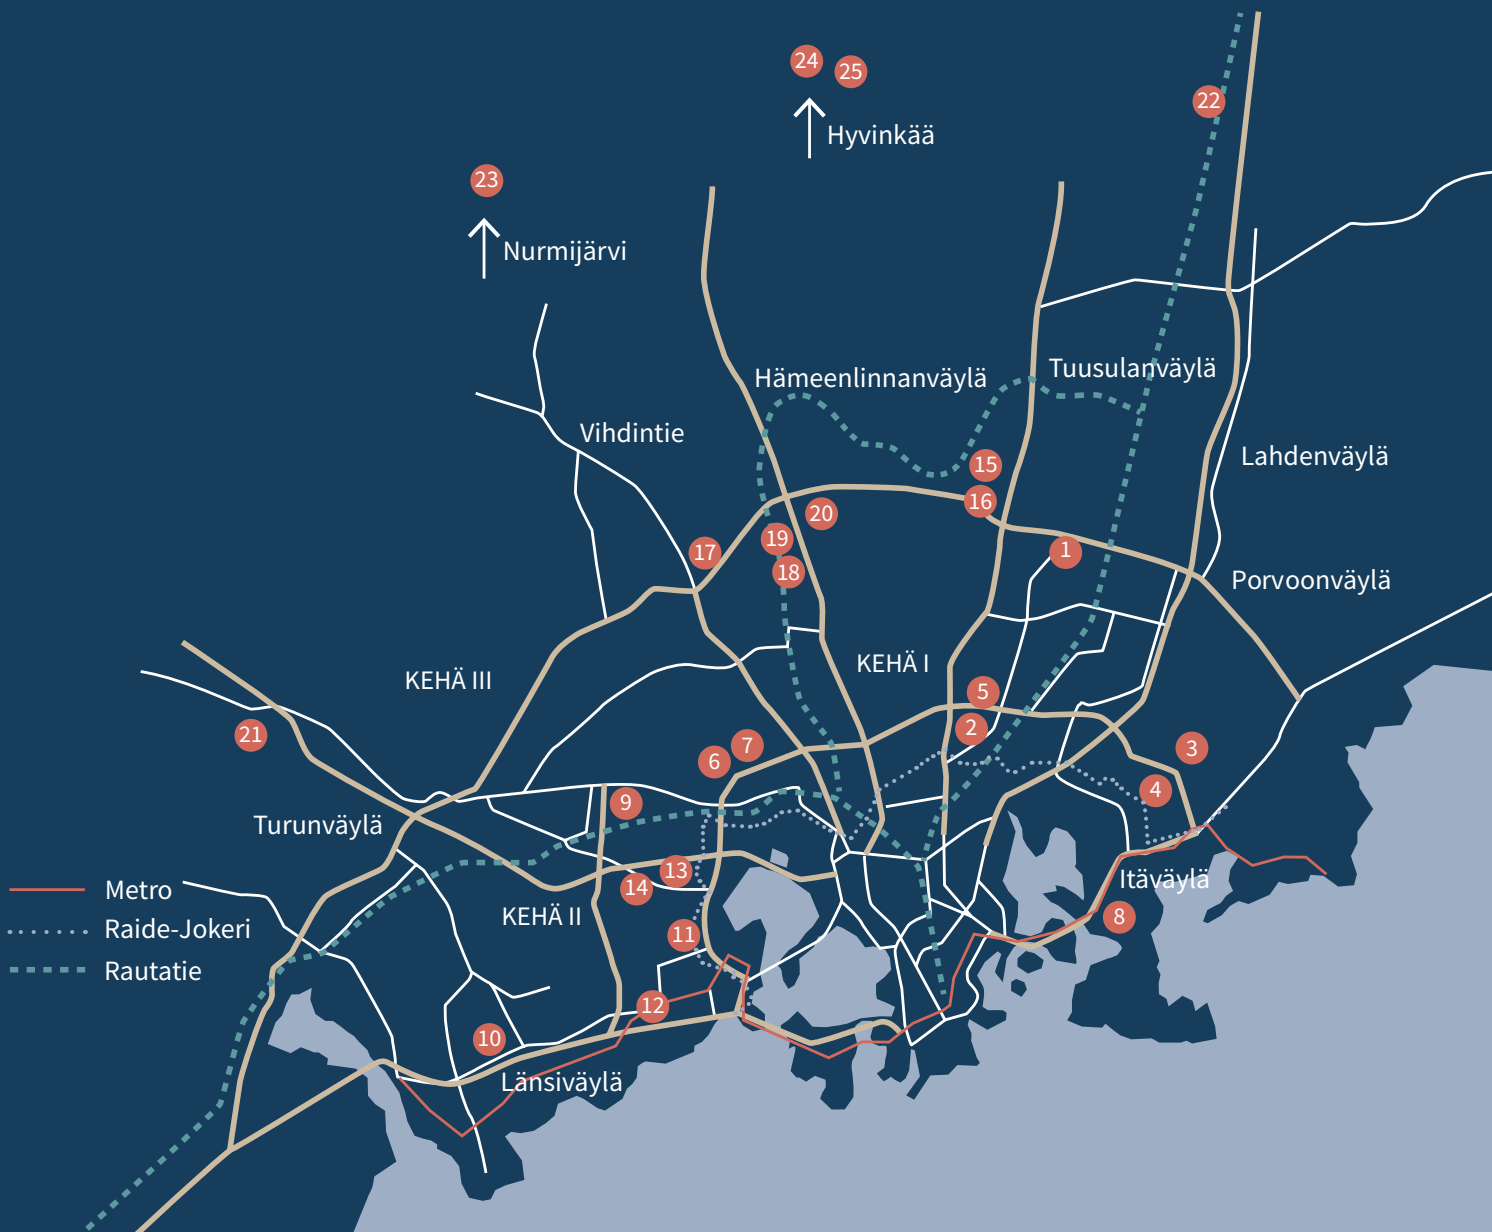 24
25
22
Hyvinkää
23
Nurmijärvi
Hämeenlinnanväylä
Tuusulanväylä
Vihdintie
Lahdenväylä
15
16
20
19
17
1
18
Porvoonväylä
KEHÄ I
KEHÄ III
5
2
21
7
3
6
4
9
Turunväylä
13
14
Itäväylä
Metro
KEHÄ II
8
Raide-Jokeri
11
Rautatie
12
10
Länsiväylä